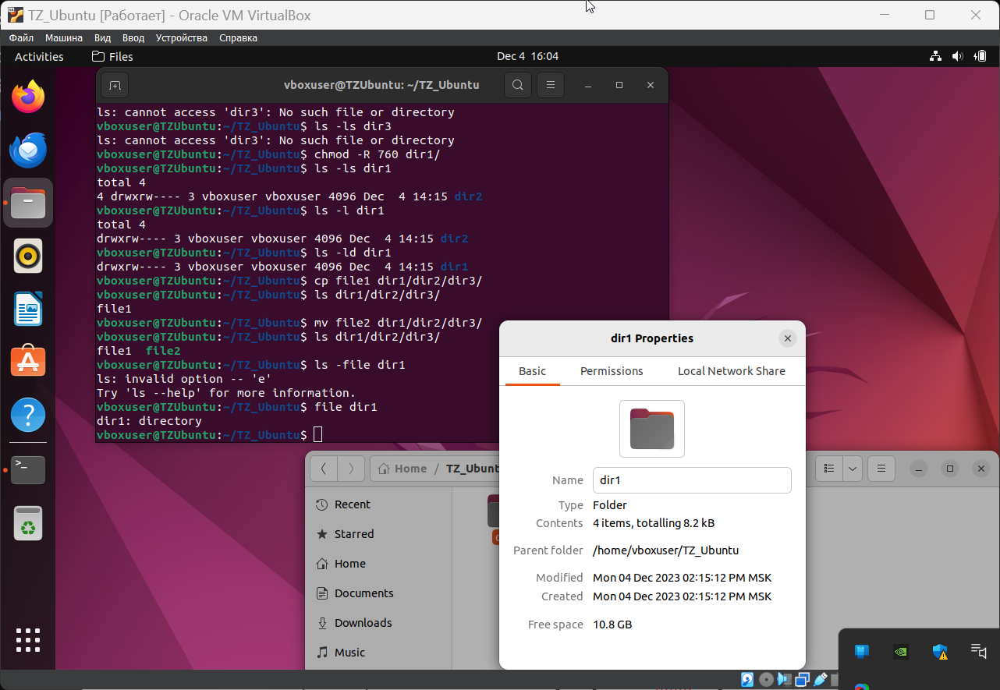 TZ_Ubuntu [Работает] - Oracle VM VirtualBox
Файл Машина Вид Ввод Устройства Справка
Activities Files Dec 4 16:04
vboxuser@TZUbuntu: ~/TZ_Ubuntu
ls: cannot access 'dir3': No such file or directory
vboxuser@TZUbuntu:~/TZ_Ubuntu$ ls -ls dir3
ls: cannot access 'dir3': No such file or directory
vboxuser@TZUbuntu:~/TZ_Ubuntu$ chmod -R 760 dir1/
vboxuser@TZUbuntu:~/TZ_Ubuntu$ ls -ls dir1
total 4
4 drwxrw---- 3 vboxuser vboxuser 4096 Dec  4 14:15 dir2
vboxuser@TZUbuntu:~/TZ_Ubuntu$ ls -l dir1
total 4
drwxrw---- 3 vboxuser vboxuser 4096 Dec  4 14:15 dir2
vboxuser@TZUbuntu:~/TZ_Ubuntu$ ls -ld dir1
drwxrw---- 3 vboxuser vboxuser 4096 Dec  4 14:15 dir1
vboxuser@TZUbuntu:~/TZ_Ubuntu$ cp file1 dir1/dir2/dir3/
vboxuser@TZUbuntu:~/TZ_Ubuntu$ ls dir1/dir2/dir3/
file1
vboxuser@TZUbuntu:~/TZ_Ubuntu$ mv file2 dir1/dir2/dir3/
vboxuser@TZUbuntu:~/TZ_Ubuntu$ ls dir1/dir2/dir3/
file1  file2
vboxuser@TZUbuntu:~/TZ_Ubuntu$ ls -file dir1
ls: invalid option -- 'e'
Try 'ls --help' for more information.
vboxuser@TZUbuntu:~/TZ_Ubuntu$ file dir1
dir1: directory
vboxuser@TZUbuntu:~/TZ_Ubuntu$
dir1 Properties
Basic Permissions Local Network Share
Name dir1
Type Folder
Contents 4 items, totalling 8.2 kB
Parent folder /home/vboxuser/TZ_Ubuntu
Modified Mon 04 Dec 2023 02:15:12 PM MSK
Created Mon 04 Dec 2023 02:15:12 PM MSK
Free space 10.8 GB
Home / TZ_Ubunt
Recent
Starred
Home
Documents
Downloads
Music